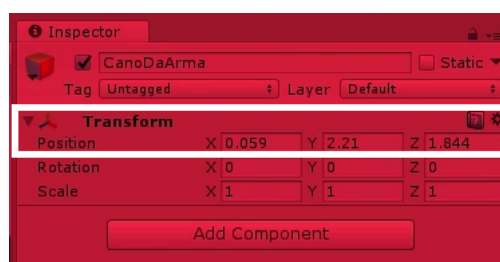 Inspector
CanoDaArma Static
Tag Untagged Layer Default
Transform
Position X 0.059 Y 2.21 Z 1.844
Rotation X 0 Y 0 Z 0
Scale X 1 Y 1 Z 1
Add Component